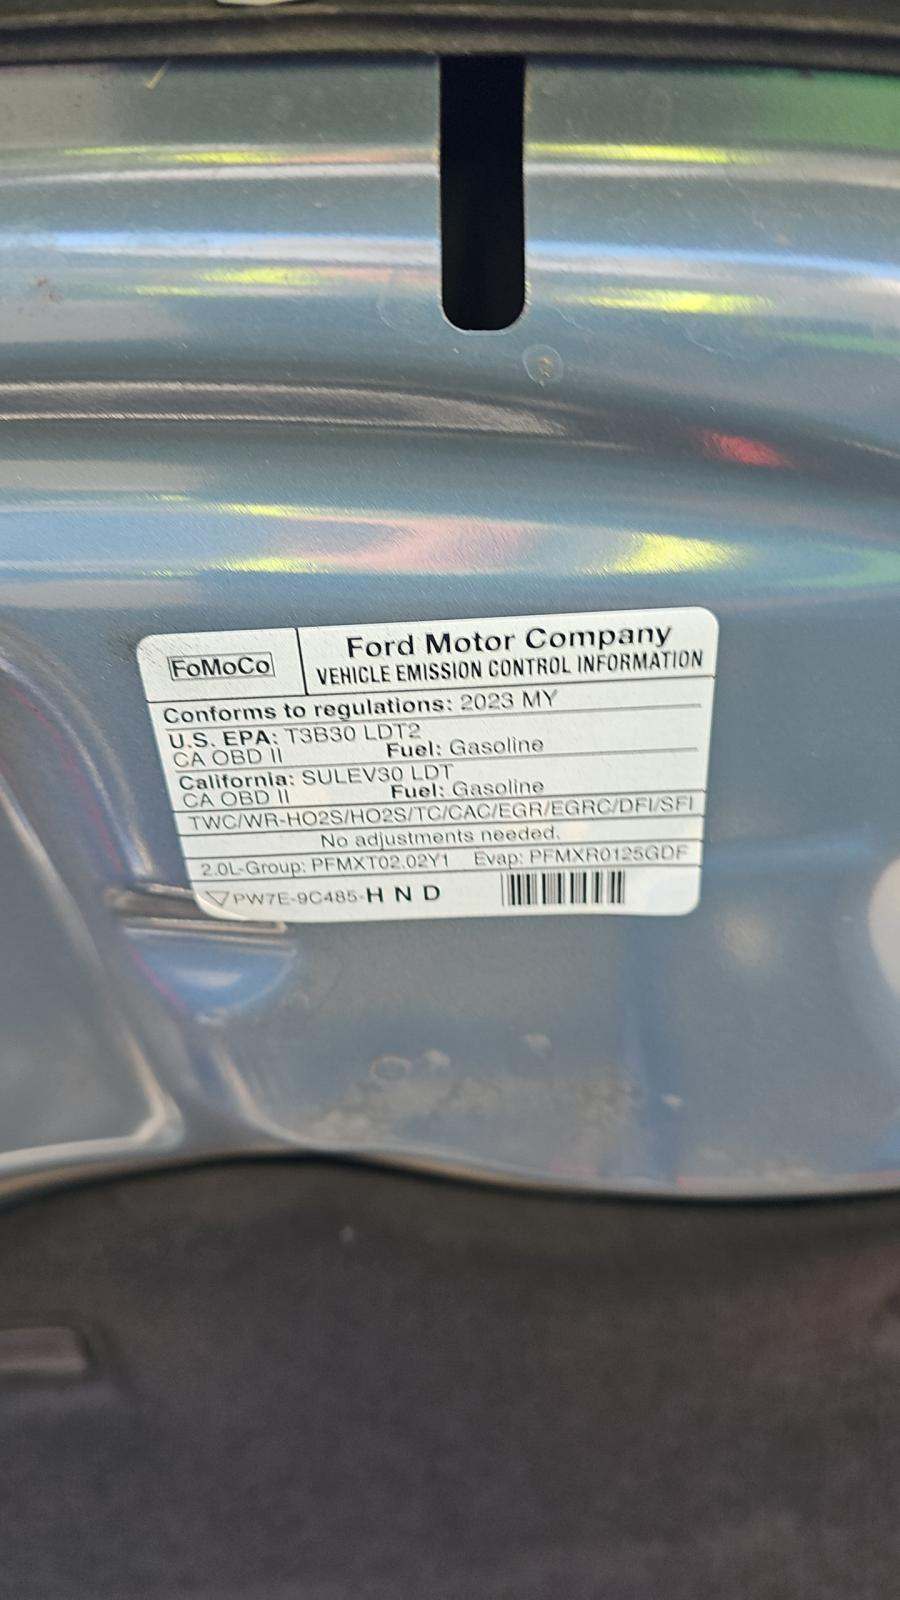 FoMoCo
Ford Motor Company
VEHICLE EMISSION CONTROL INFORMATION
Conforms to regulations: 2023 MY
U.S. EPA: T3B30 LDT2
CA OBD II Fuel: Gasoline
California: SULEV30 LDT
CA OBD II Fuel: Gasoline
TWC/WR-HO2S/HO2S/TC/CAC/EGR/EGRC/DFI/SFI
No adjustments needed.
2.0L-Group: PFMXT02.02Y1 Evap: PFMXR0125GDF
PW7E-9C485-H N D